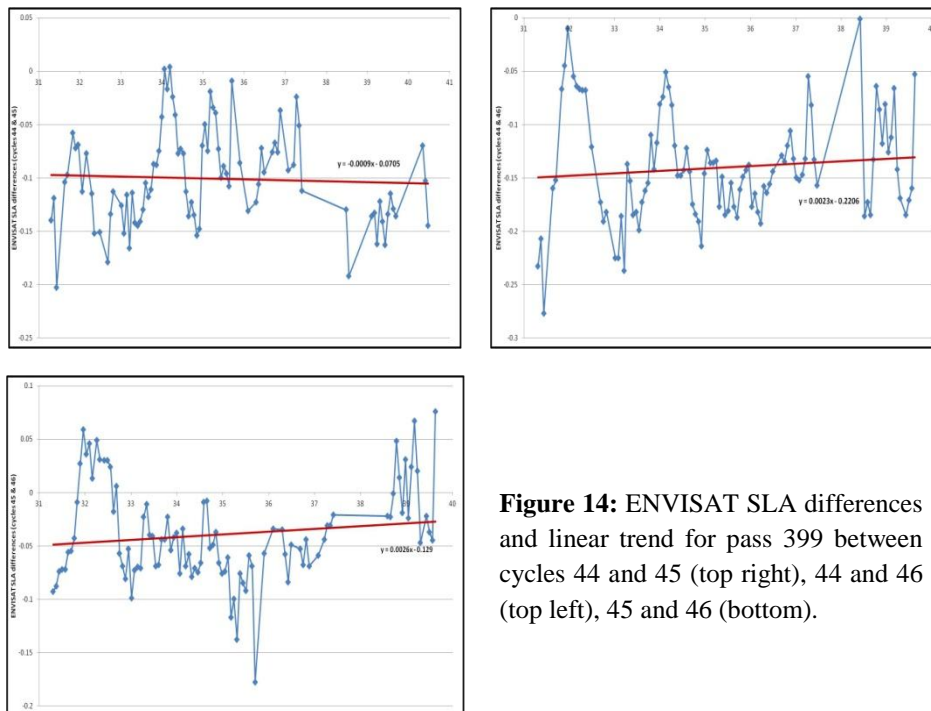 0.05
0
-0.05
-0.1
-0.15
-0.2
-0.25
31 32 33 34 35 36 37 38 39 40 41
ENVISAT SLA differences (cycles 44 & 45)
y = -0.0009x - 0.0705
0
-0.05
-0.1
-0.15
-0.2
-0.25
-0.3
31 32 33 34 35 36 37 38 39
ENVISAT SLA differences (cycles 44 & 46)
y = 0.0023x - 0.2206
0.1
0.05
0
-0.05
-0.1
-0.15
-0.2
31 32 33 34 35 36 37 38 39 40
ENVISAT SLA differences (cycles 45 & 46)
y = 0.0026x - 0.129
Figure 14: ENVISAT SLA differences
and linear trend for pass 399 between
cycles 44 and 45 (top right), 44 and 46
(top left), 45 and 46 (bottom).